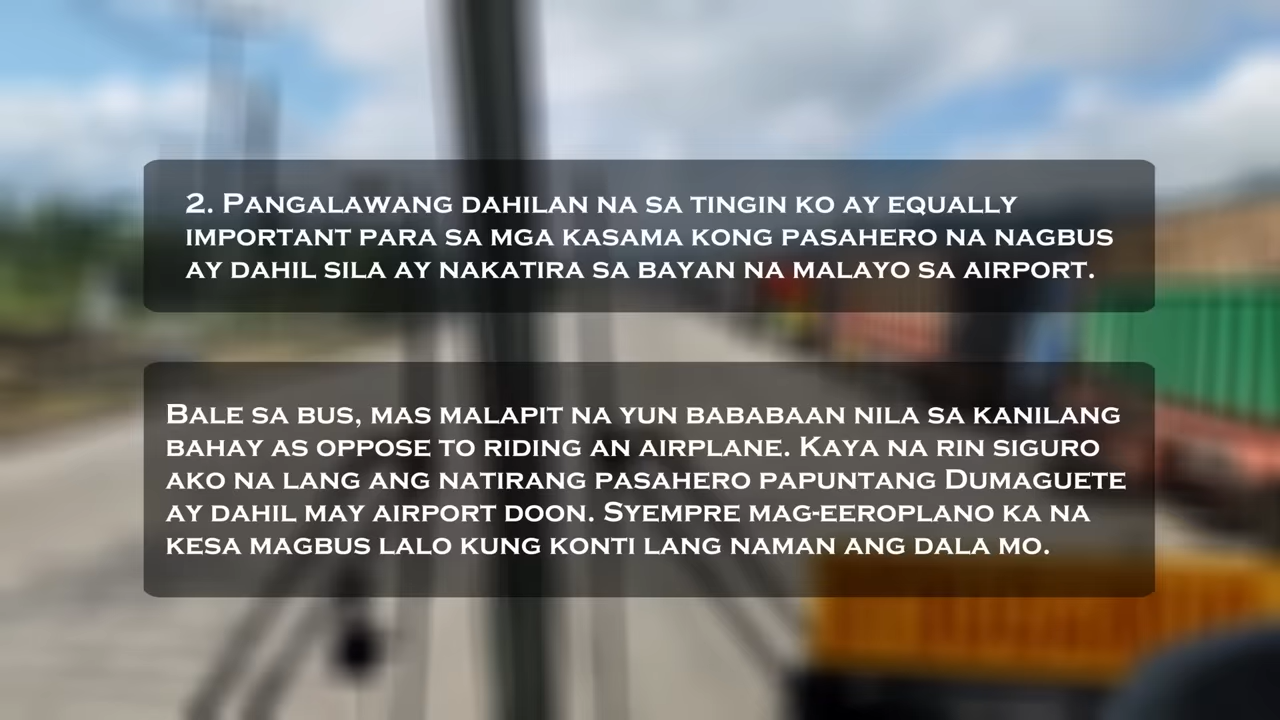 2. Pangalawang dahilan na sa tingin ko ay equally
important para sa mga kasama kong pasahero na nagbus
ay dahil sila ay nakatira sa bayan na malayo sa airport.
Bale sa bus, mas malapit na yun bababaan nila sa kanilang
bahay as oppose to riding an airplane. Kaya na rin siguro
ako na lang ang natirang pasahero papuntang Dumaguete
ay dahil may airport doon. Syempre mag-eeroplano ka na
kesa magbus lalo kung konti lang naman ang dala mo.